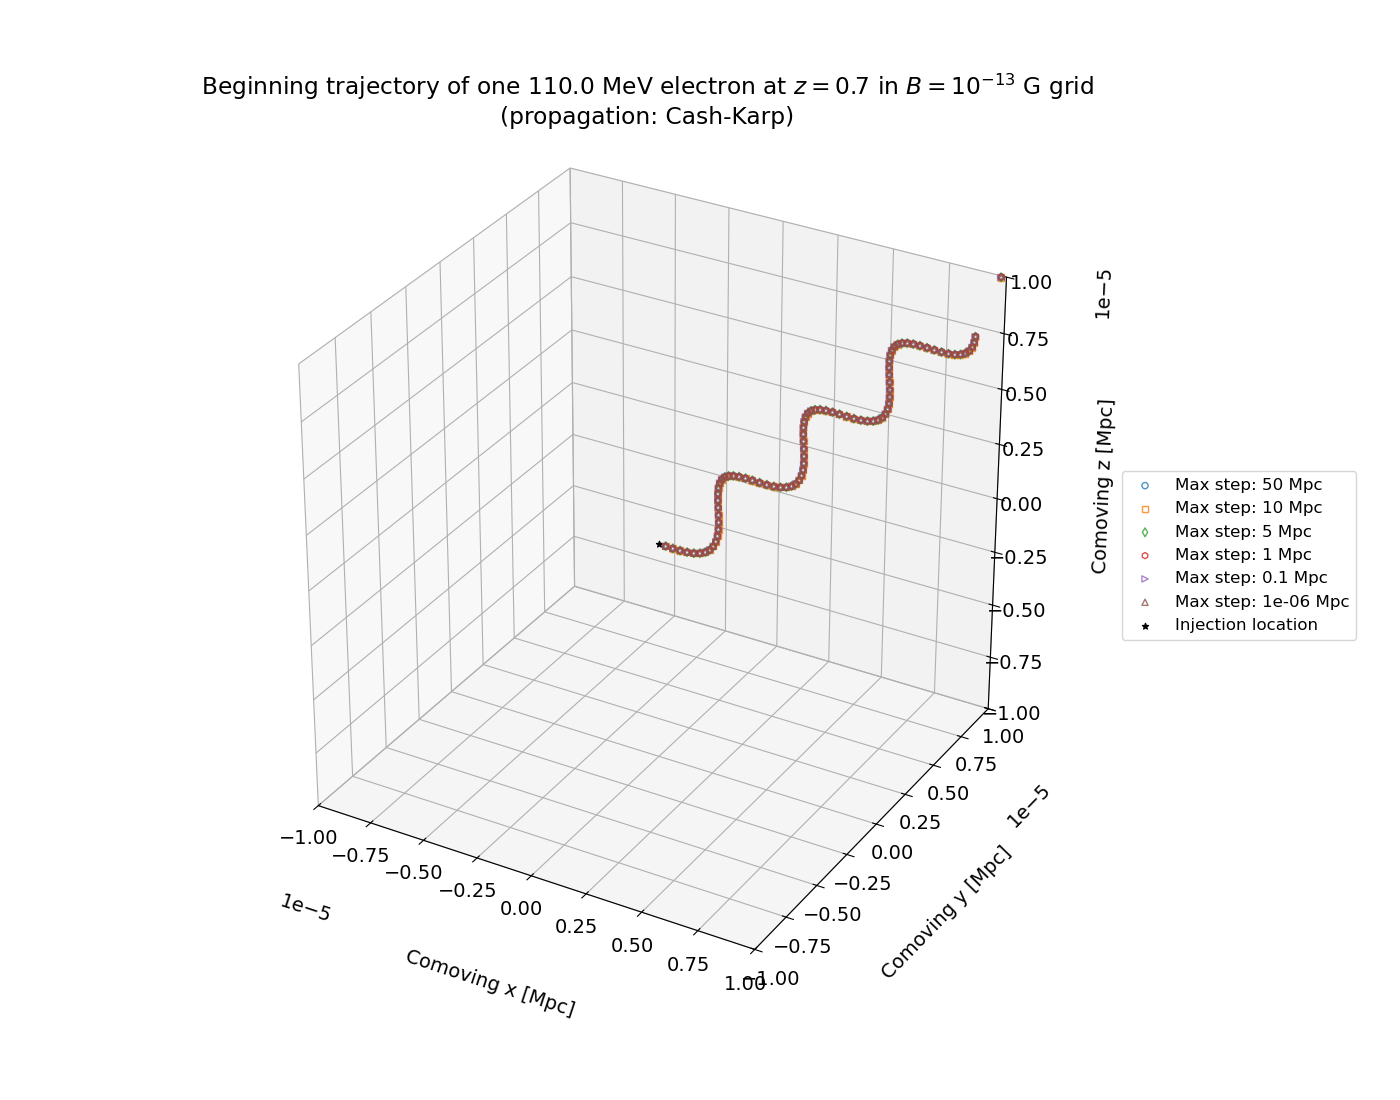 Beginning trajectory of one 110.0 MeV electron at z = 0.7 in B = 10⁻¹³ G grid
(propagation: Cash-Karp)
1e−5
1.00
0.75
0.50
0.25
0.00
−0.25
−0.50
−0.75
−1.00
Comoving z [Mpc]
Max step: 50 Mpc
Max step: 10 Mpc
Max step: 5 Mpc
Max step: 1 Mpc
Max step: 0.1 Mpc
Max step: 1e-06 Mpc
Injection location
1.00
0.75
0.50
0.25
0.00
−0.25
−0.50
−0.75
−1.00
1e−5
Comoving y [Mpc]
−1.00
−0.75
−0.50
−0.25
0.00
0.25
0.50
0.75
1.00
1e−5
Comoving x [Mpc]